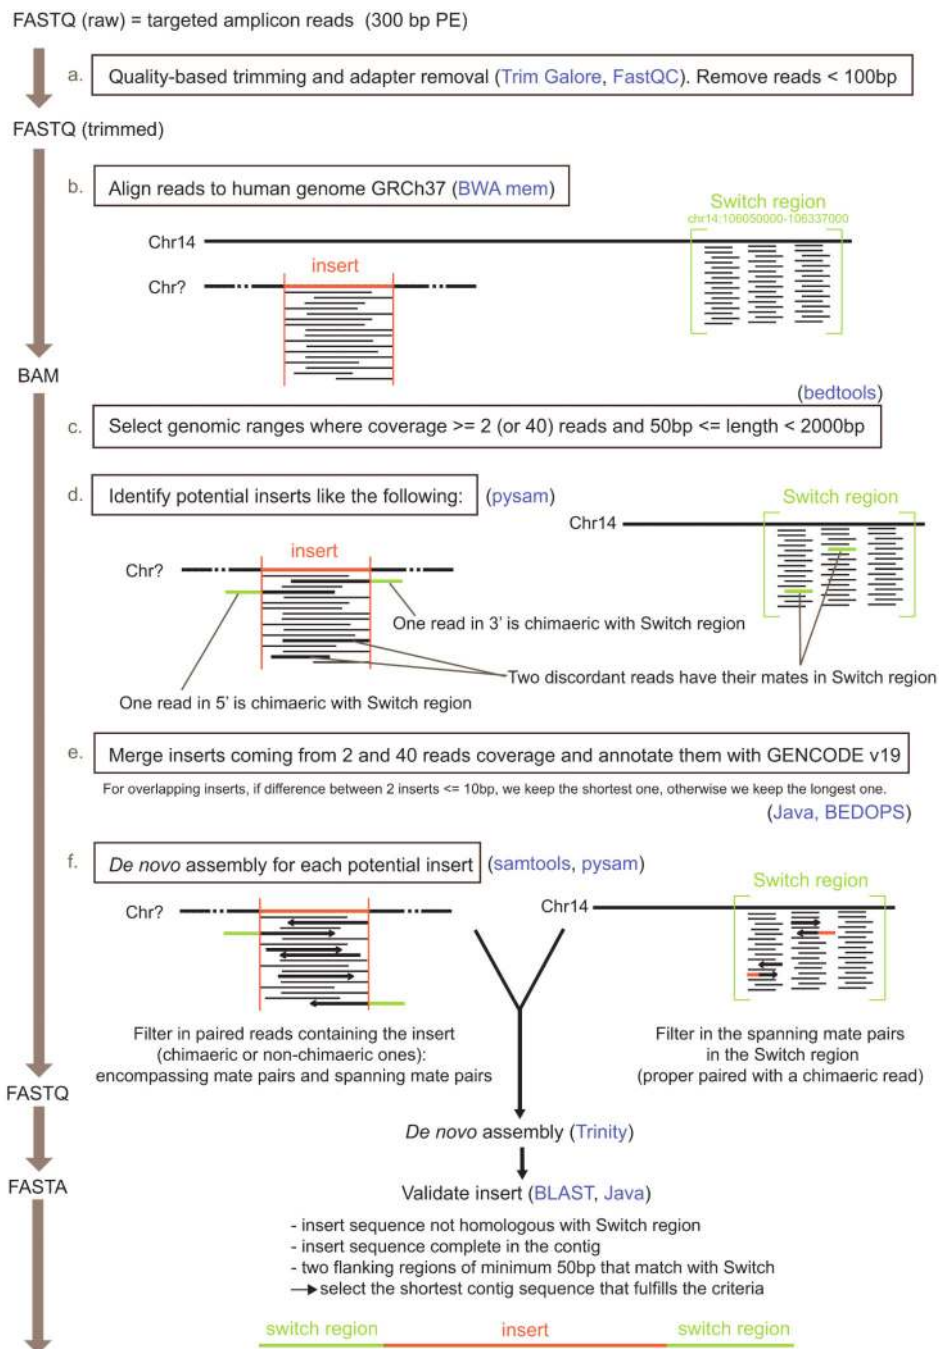 FASTQ (raw) = targeted amplicon reads (300 bp PE)
a. Quality-based trimming and adapter removal (Trim Galore, FastQC). Remove reads < 100bp
FASTQ (trimmed)
b. Align reads to human genome GRCh37 (BWA mem)
Switch region
chr14:106050000-106337000
Chr14
insert
Chr?
BAM
(bedtools)
c. Select genomic ranges where coverage >= 2 (or 40) reads and 50bp <= length < 2000bp
d. Identify potential inserts like the following: (pysam)
Switch region
Chr14
insert
Chr?
One read in 3' is chimaeric with Switch region
Two discordant reads have their mates in Switch region
One read in 5' is chimaeric with Switch region
e. Merge inserts coming from 2 and 40 reads coverage and annotate them with GENCODE v19
For overlapping inserts, if difference between 2 inserts <= 10bp, we keep the shortest one, otherwise we keep the longest one.
(Java, BEDOPS)
f. De novo assembly for each potential insert (samtools, pysam)
Switch region
Chr?
Chr14
Filter in paired reads containing the insert
(chimaeric or non-chimaeric ones):
encompassing mate pairs and spanning mate pairs
Filter in the spanning mate pairs
in the Switch region
(proper paired with a chimaeric read)
FASTQ
De novo assembly (Trinity)
FASTA
Validate insert (BLAST, Java)
- insert sequence not homologous with Switch region
- insert sequence complete in the contig
- two flanking regions of minimum 50bp that match with Switch
→ select the shortest contig sequence that fulfills the criteria
switch region insert switch region